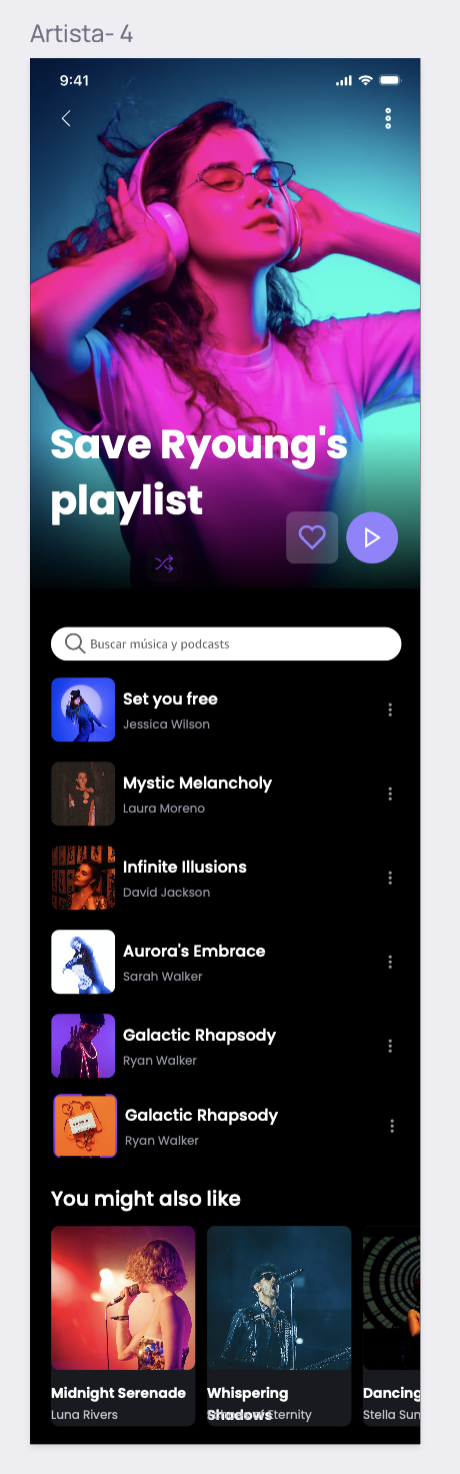 Artista- 4
9:41
Save Ryoung's
playlist
Buscar música y podcasts
Set you free
Jessica Wilson
Mystic Melancholy
Laura Moreno
Infinite Illusions
David Jackson
Aurora's Embrace
Sarah Walker
Galactic Rhapsody
Ryan Walker
Galactic Rhapsody
Ryan Walker
You might also like
Midnight Serenade
Luna Rivers
Whispering
Shadows
Eternity
Dancing
Stella Sun